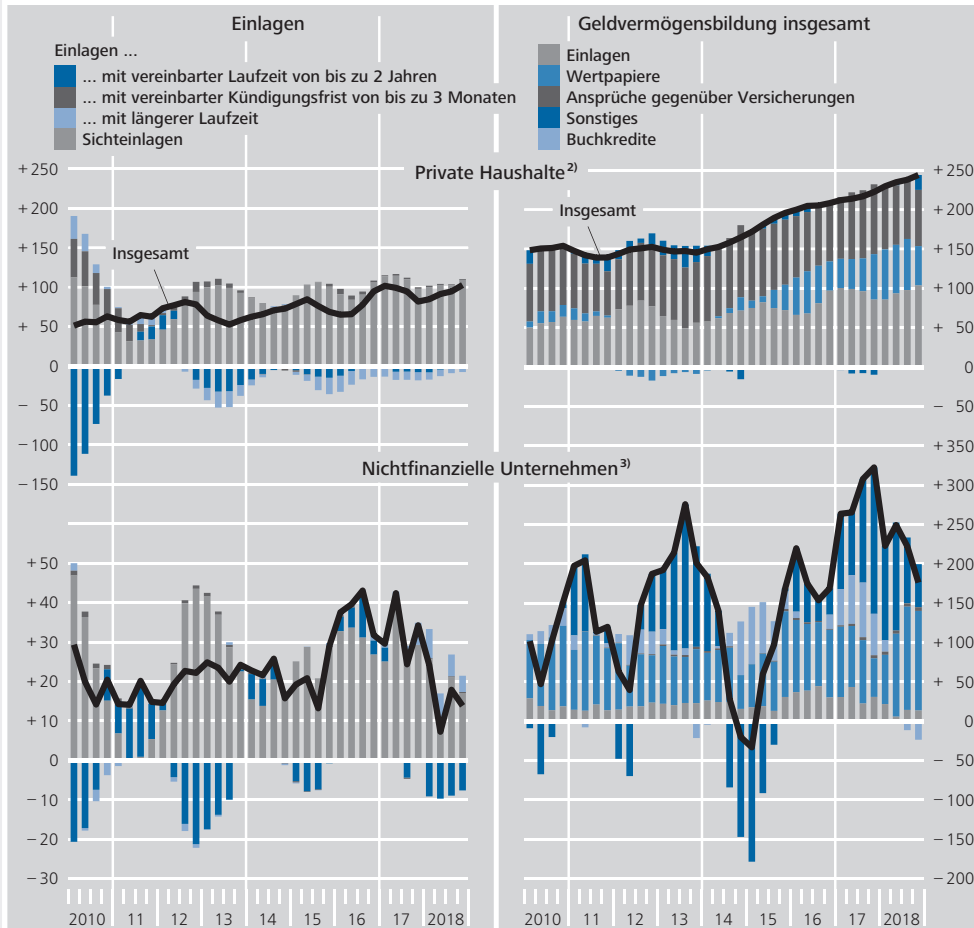 Einlagen
Einlagen ...
... mit vereinbarter Laufzeit von bis zu 2 Jahren
... mit vereinbarter Kündigungsfrist von bis zu 3 Monaten
... mit längerer Laufzeit
Sichteinlagen
Geldvermögensbildung insgesamt
Einlagen
Wertpapiere
Ansprüche gegenüber Versicherungen
Sonstiges
Buchkredite
Private Haushalte 2)
+ 250
+ 200
+ 150
+ 100
+ 50
0
− 50
− 100
− 150
Insgesamt
Insgesamt
+ 250
+ 200
+ 150
+ 100
+ 50
0
− 50
Nichtfinanzielle Unternehmen 3)
+ 50
+ 40
+ 30
+ 20
+ 10
0
− 10
− 20
− 30
+ 350
+ 300
+ 250
+ 200
+ 150
+ 100
+ 50
0
− 50
− 100
− 150
− 200
2010 11 12 13 14 15 16 17 2018
2010 11 12 13 14 15 16 17 2018